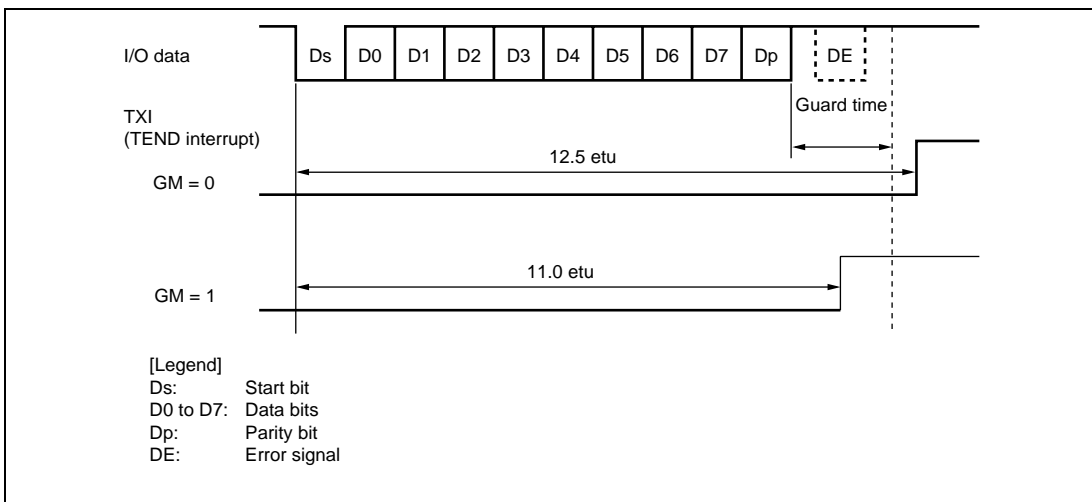 I/O data
Ds D0 D1 D2 D3 D4 D5 D6 D7 Dp DE
Guard time
TXI
(TEND interrupt)
12.5 etu
GM = 0
11.0 etu
GM = 1
[Legend]
Ds: Start bit
D0 to D7: Data bits
Dp: Parity bit
DE: Error signal